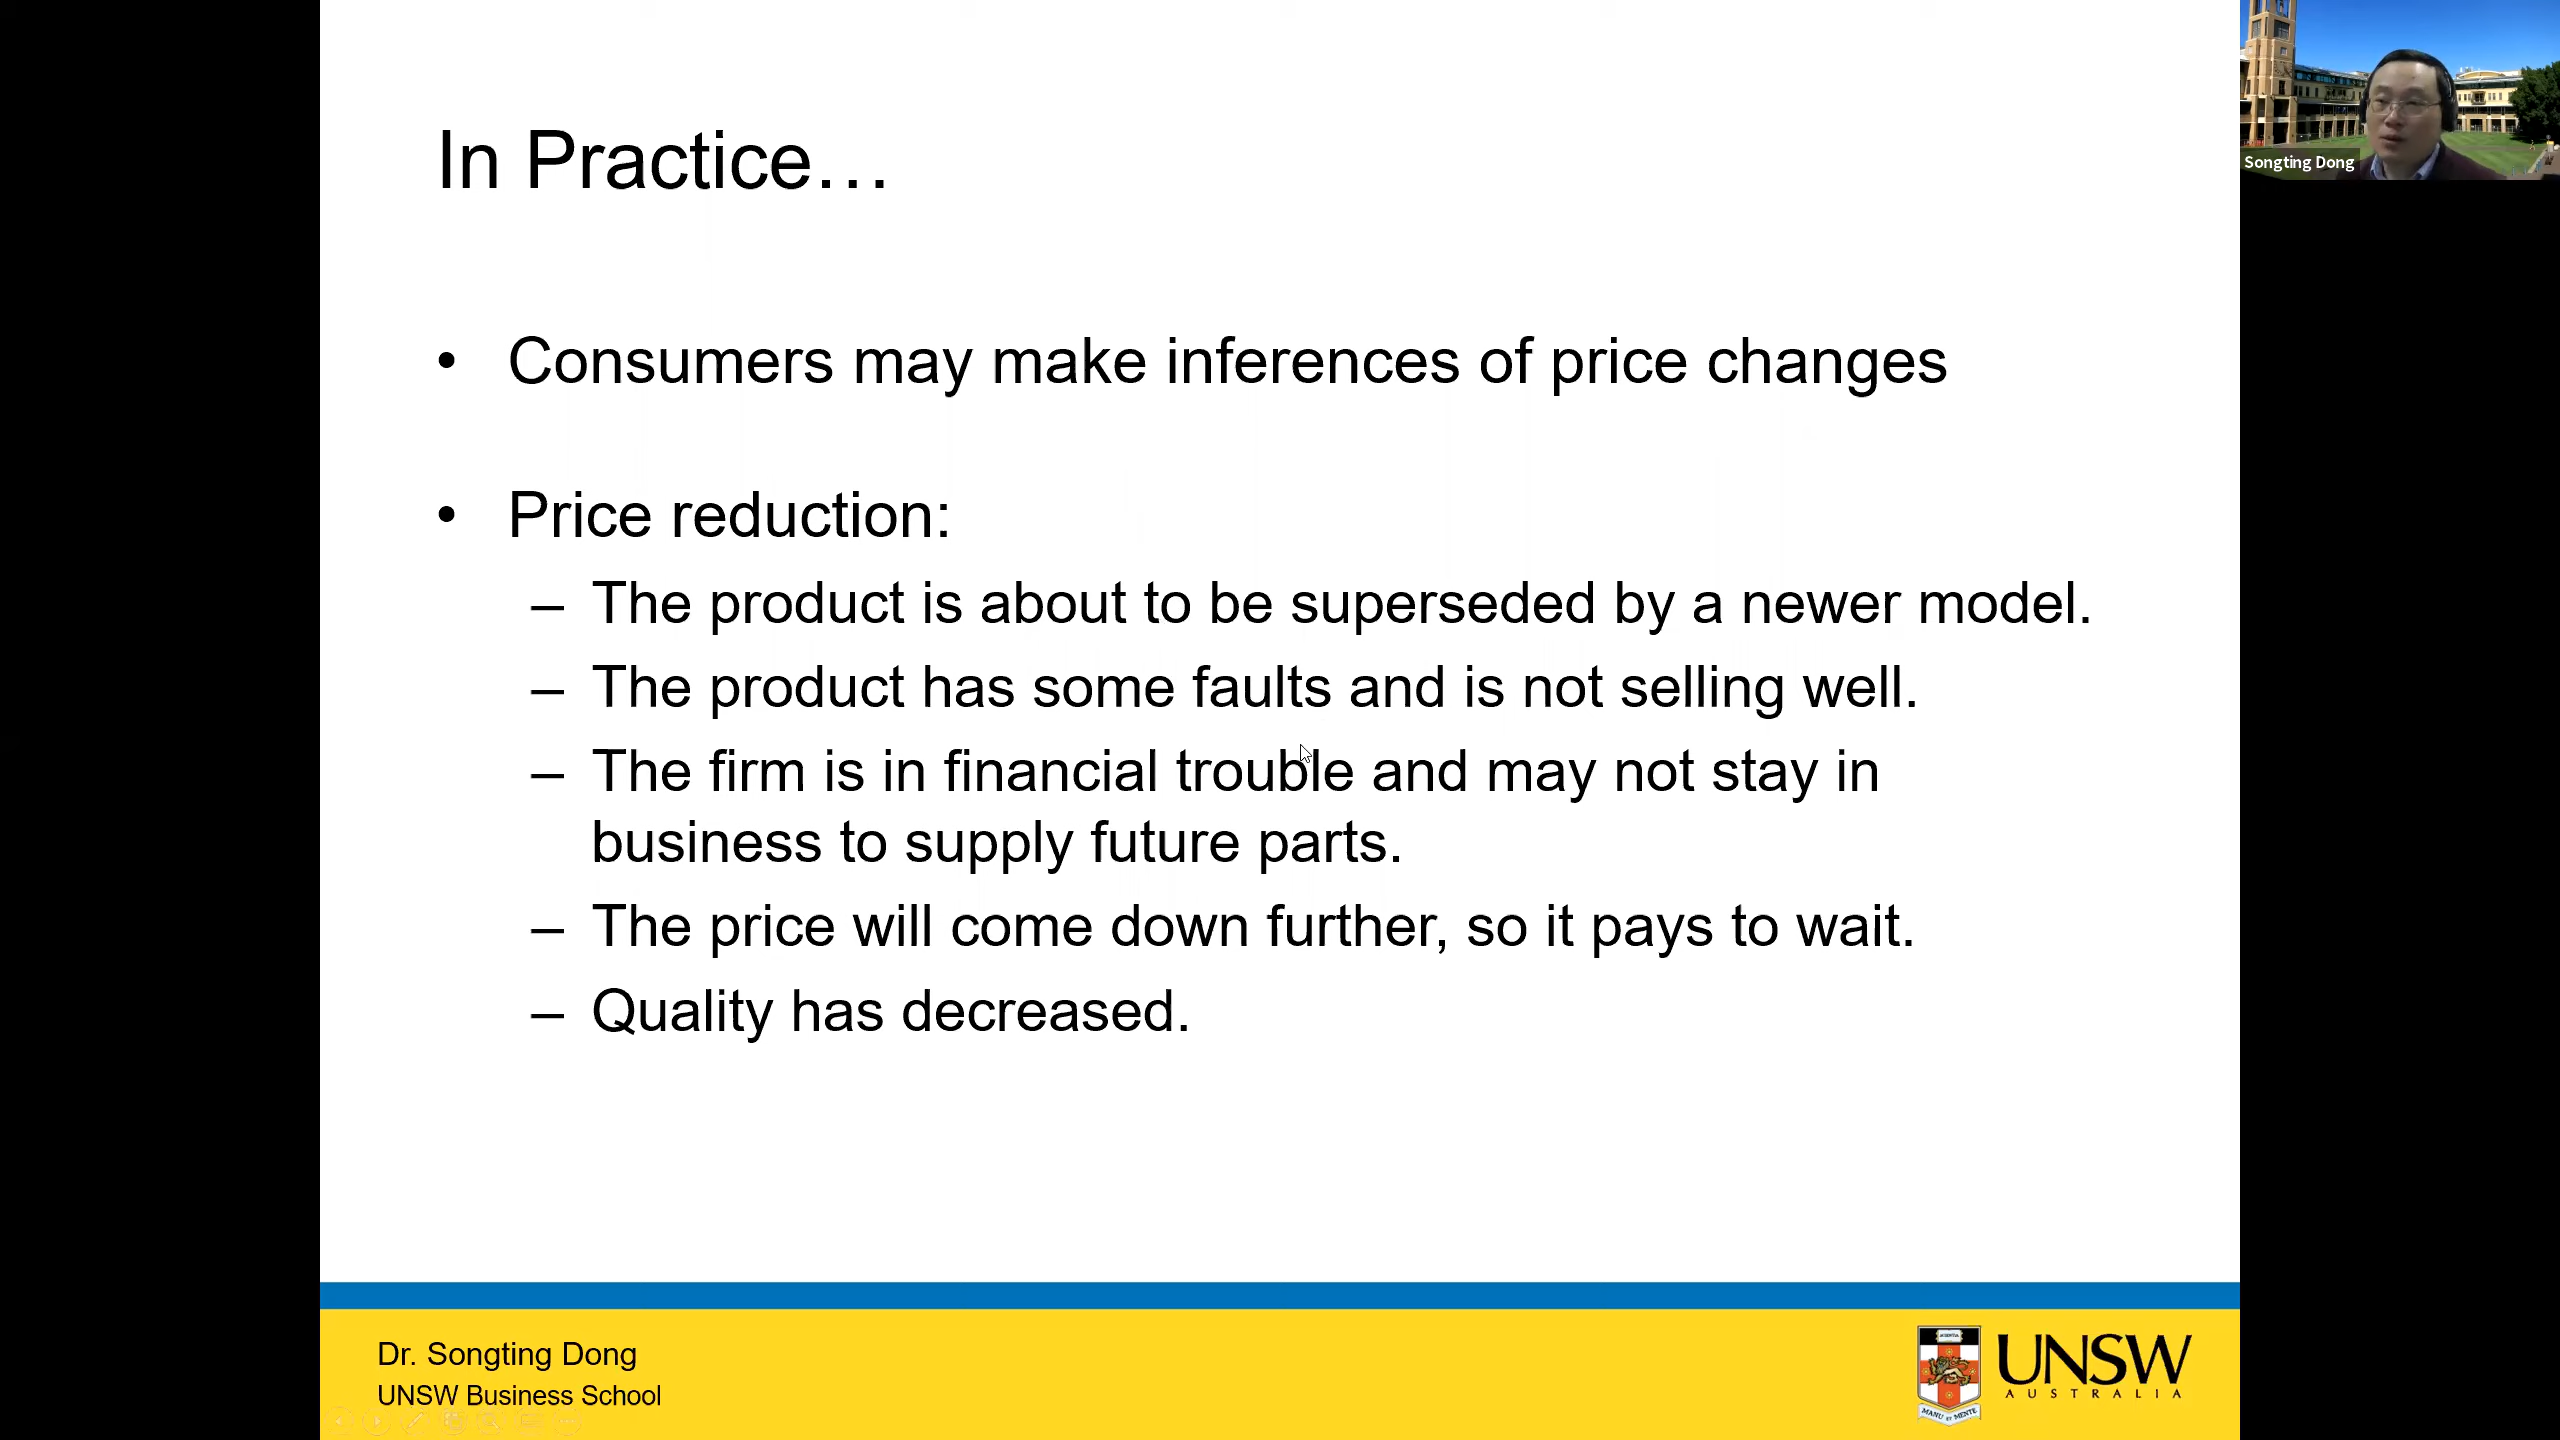 In Practice…
• Consumers may make inferences of price changes
• Price reduction:
– The product is about to be superseded by a newer model.
– The product has some faults and is not selling well.
– The firm is in financial trouble and may not stay in
business to supply future parts.
– The price will come down further, so it pays to wait.
– Quality has decreased.
Songting Dong
Dr. Songting Dong
UNSW Business School
MANU ET MENTE
UNSW
AUSTRALIA